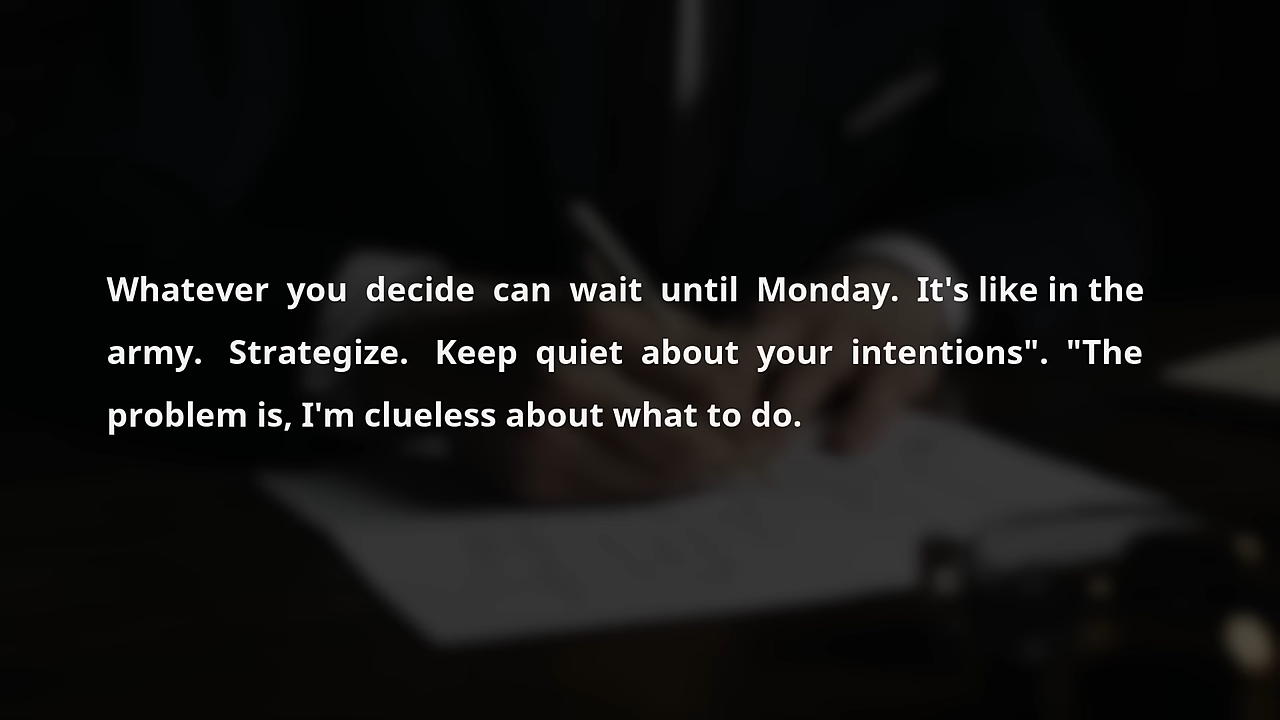 Whatever you decide can wait until Monday. It's like in the
army. Strategize. Keep quiet about your intentions". "The
problem is, I'm clueless about what to do.